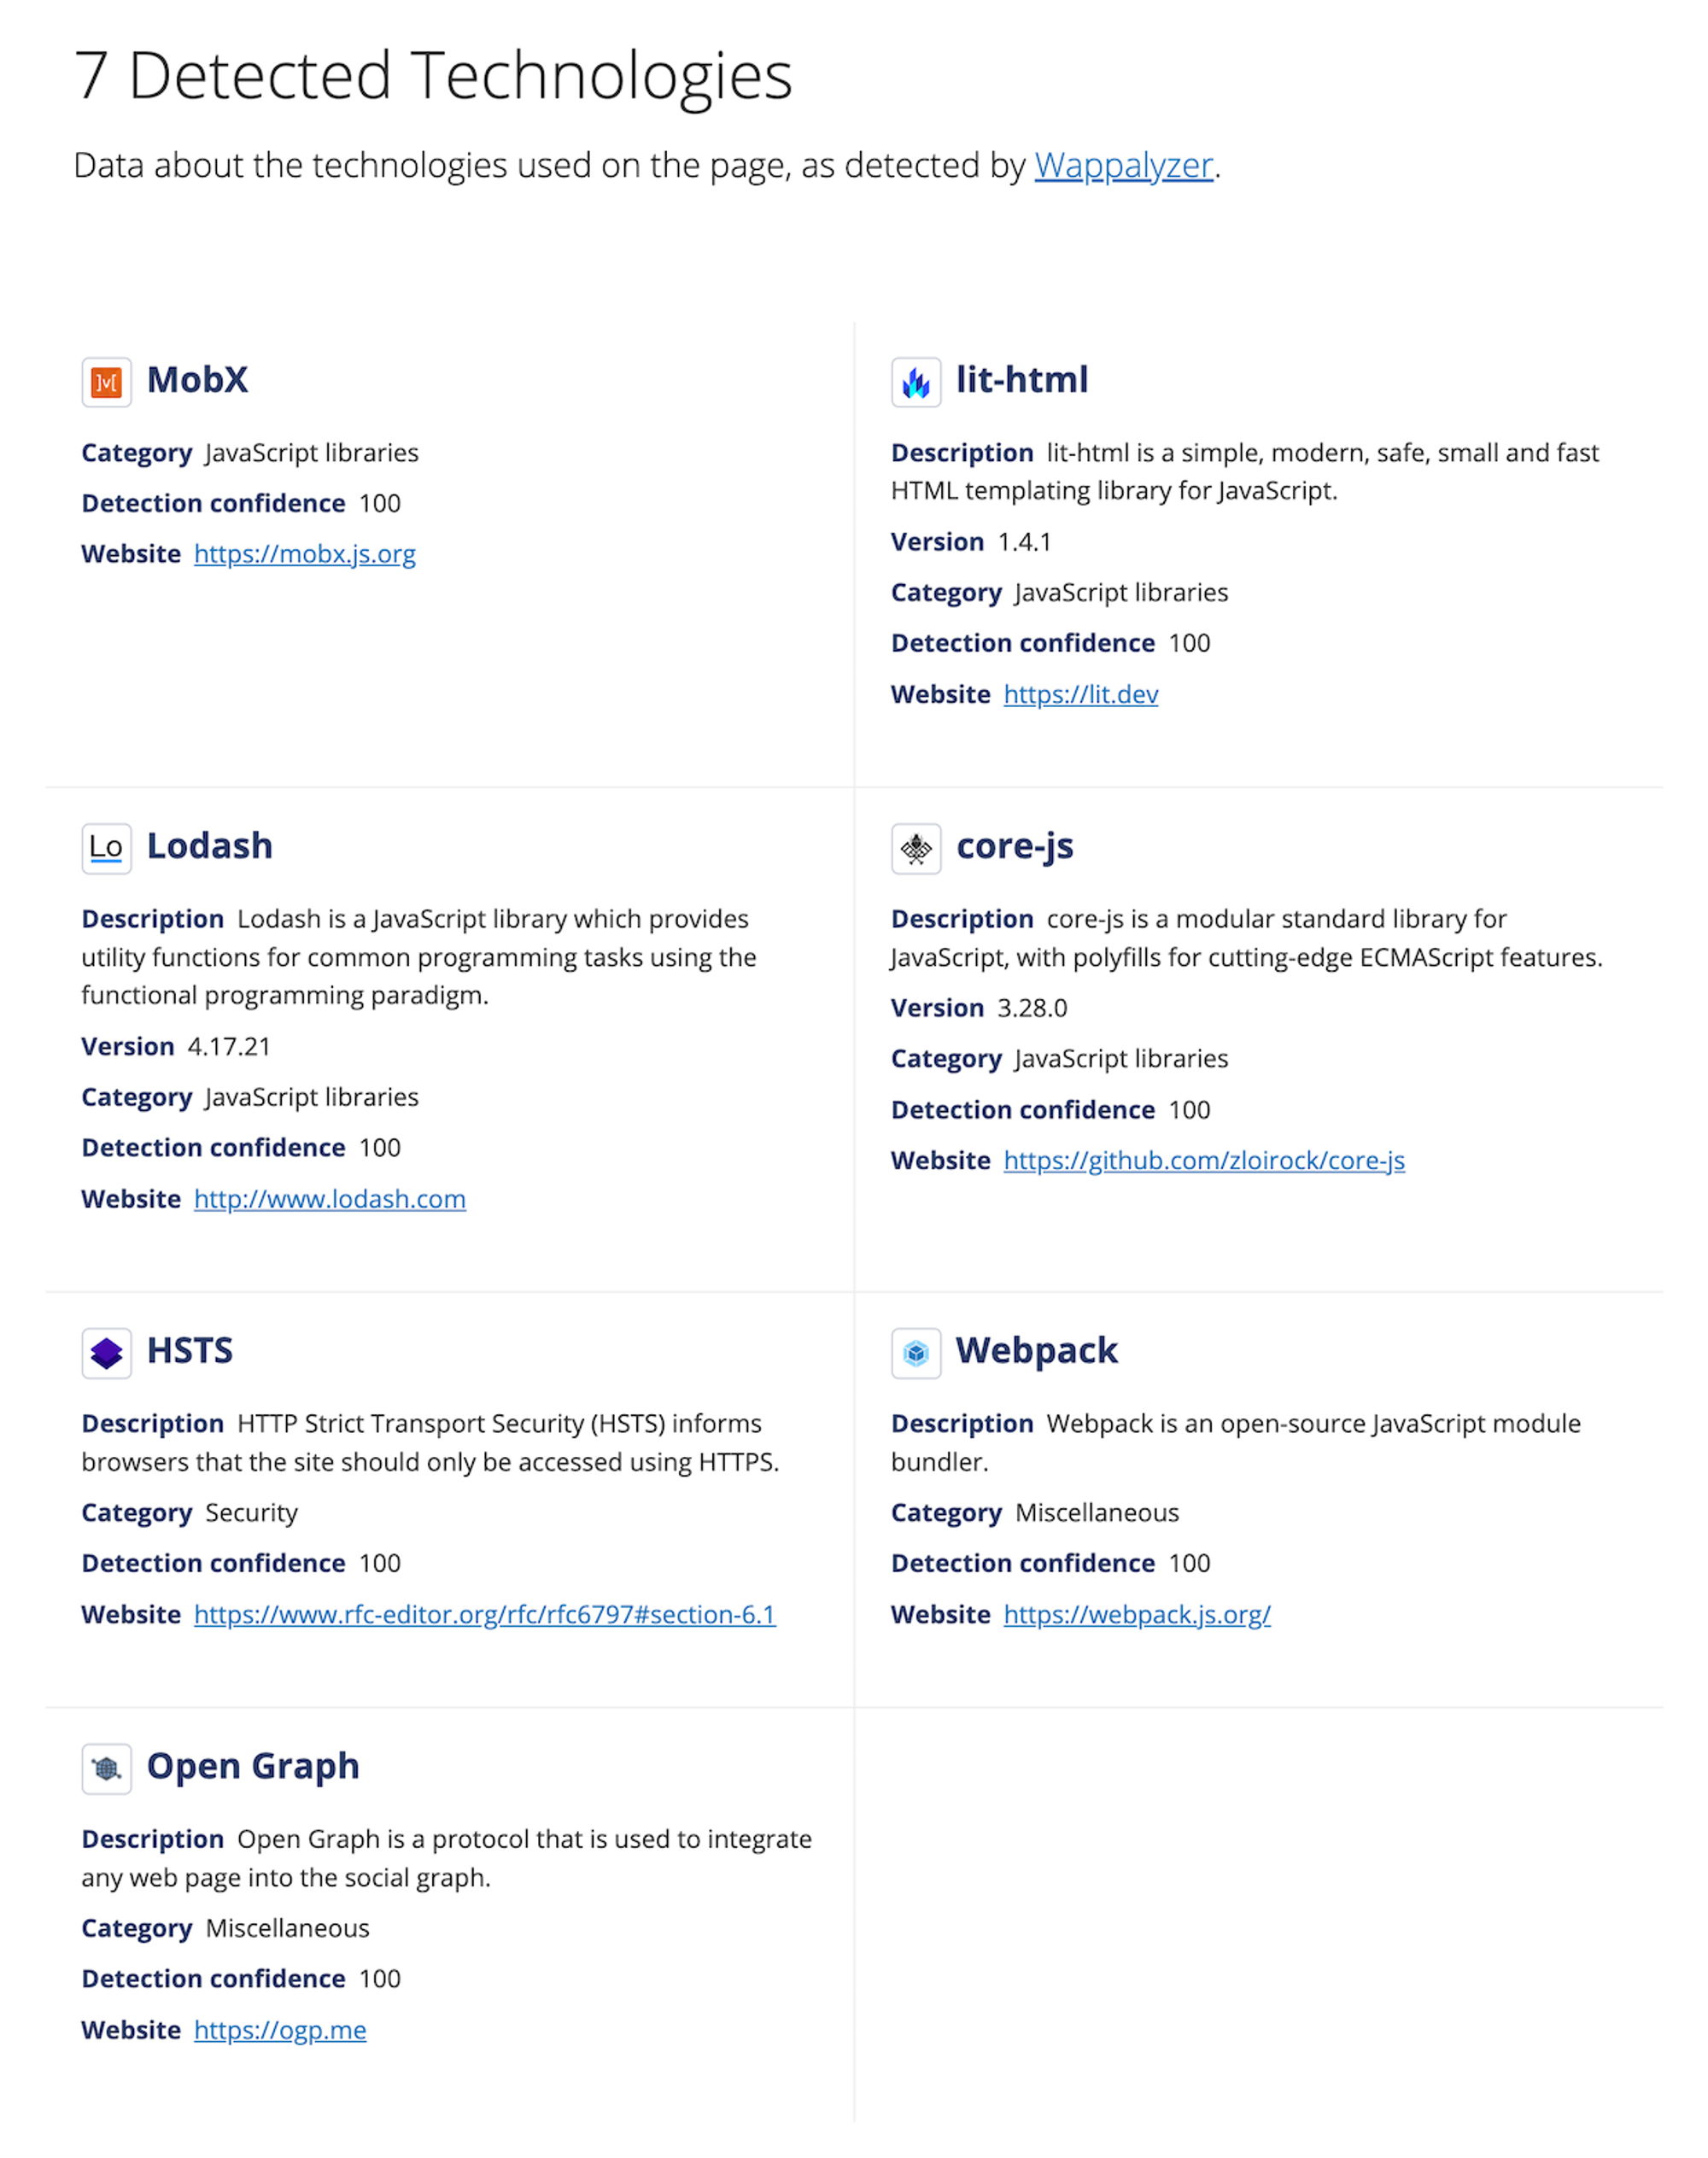 7 Detected Technologies
Data about the technologies used on the page, as detected by Wappalyzer.
]v[ MobX
Category JavaScript libraries
Detection confidence 100
Website https://mobx.js.org
lit-html
Description lit-html is a simple, modern, safe, small and fast
HTML templating library for JavaScript.
Version 1.4.1
Category JavaScript libraries
Detection confidence 100
Website https://lit.dev
Lo Lodash
Description Lodash is a JavaScript library which provides
utility functions for common programming tasks using the
functional programming paradigm.
Version 4.17.21
Category JavaScript libraries
Detection confidence 100
Website http://www.lodash.com
core-js
Description core-js is a modular standard library for
JavaScript, with polyfills for cutting-edge ECMAScript features.
Version 3.28.0
Category JavaScript libraries
Detection confidence 100
Website https://github.com/zloirock/core-js
HSTS
Description HTTP Strict Transport Security (HSTS) informs
browsers that the site should only be accessed using HTTPS.
Category Security
Detection confidence 100
Website https://www.rfc-editor.org/rfc/rfc6797#section-6.1
Webpack
Description Webpack is an open-source JavaScript module
bundler.
Category Miscellaneous
Detection confidence 100
Website https://webpack.js.org/
Open Graph
Description Open Graph is a protocol that is used to integrate
any web page into the social graph.
Category Miscellaneous
Detection confidence 100
Website https://ogp.me